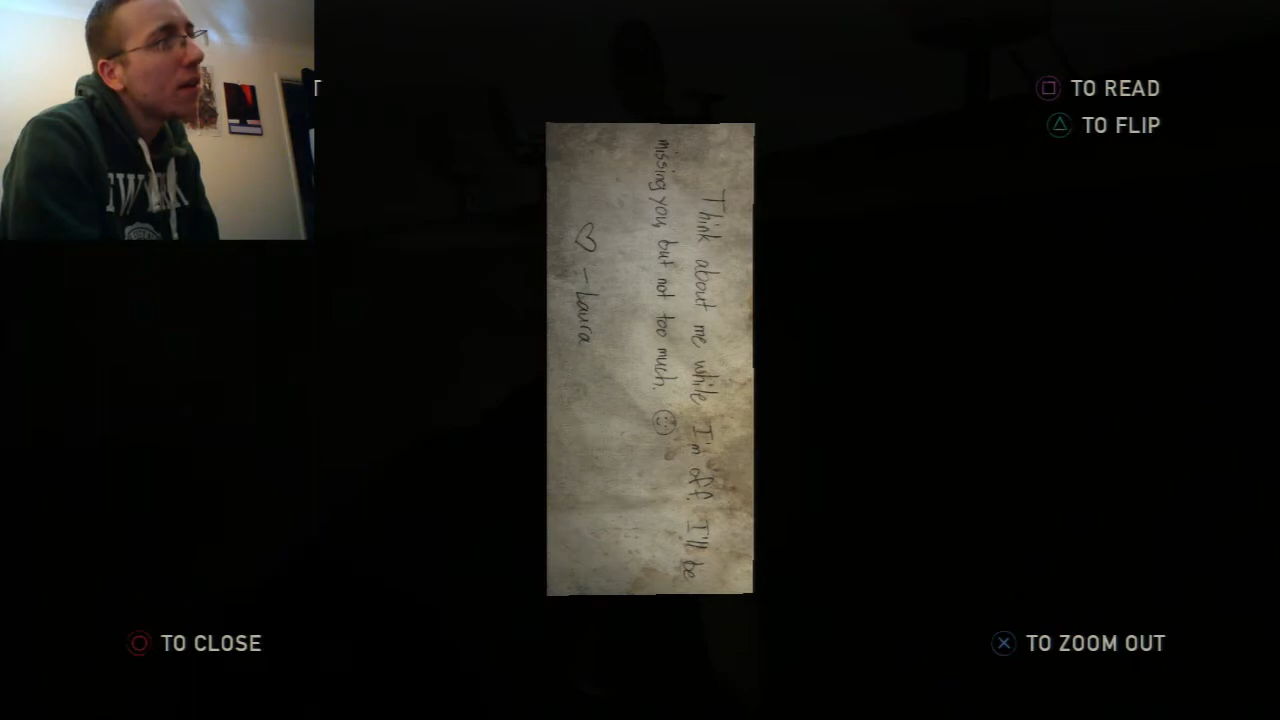 T
TO READ
TO FLIP
Think about me while I'm off. I'll be
missing you, but not too much.
♡ - Laura
TO CLOSE
TO ZOOM OUT